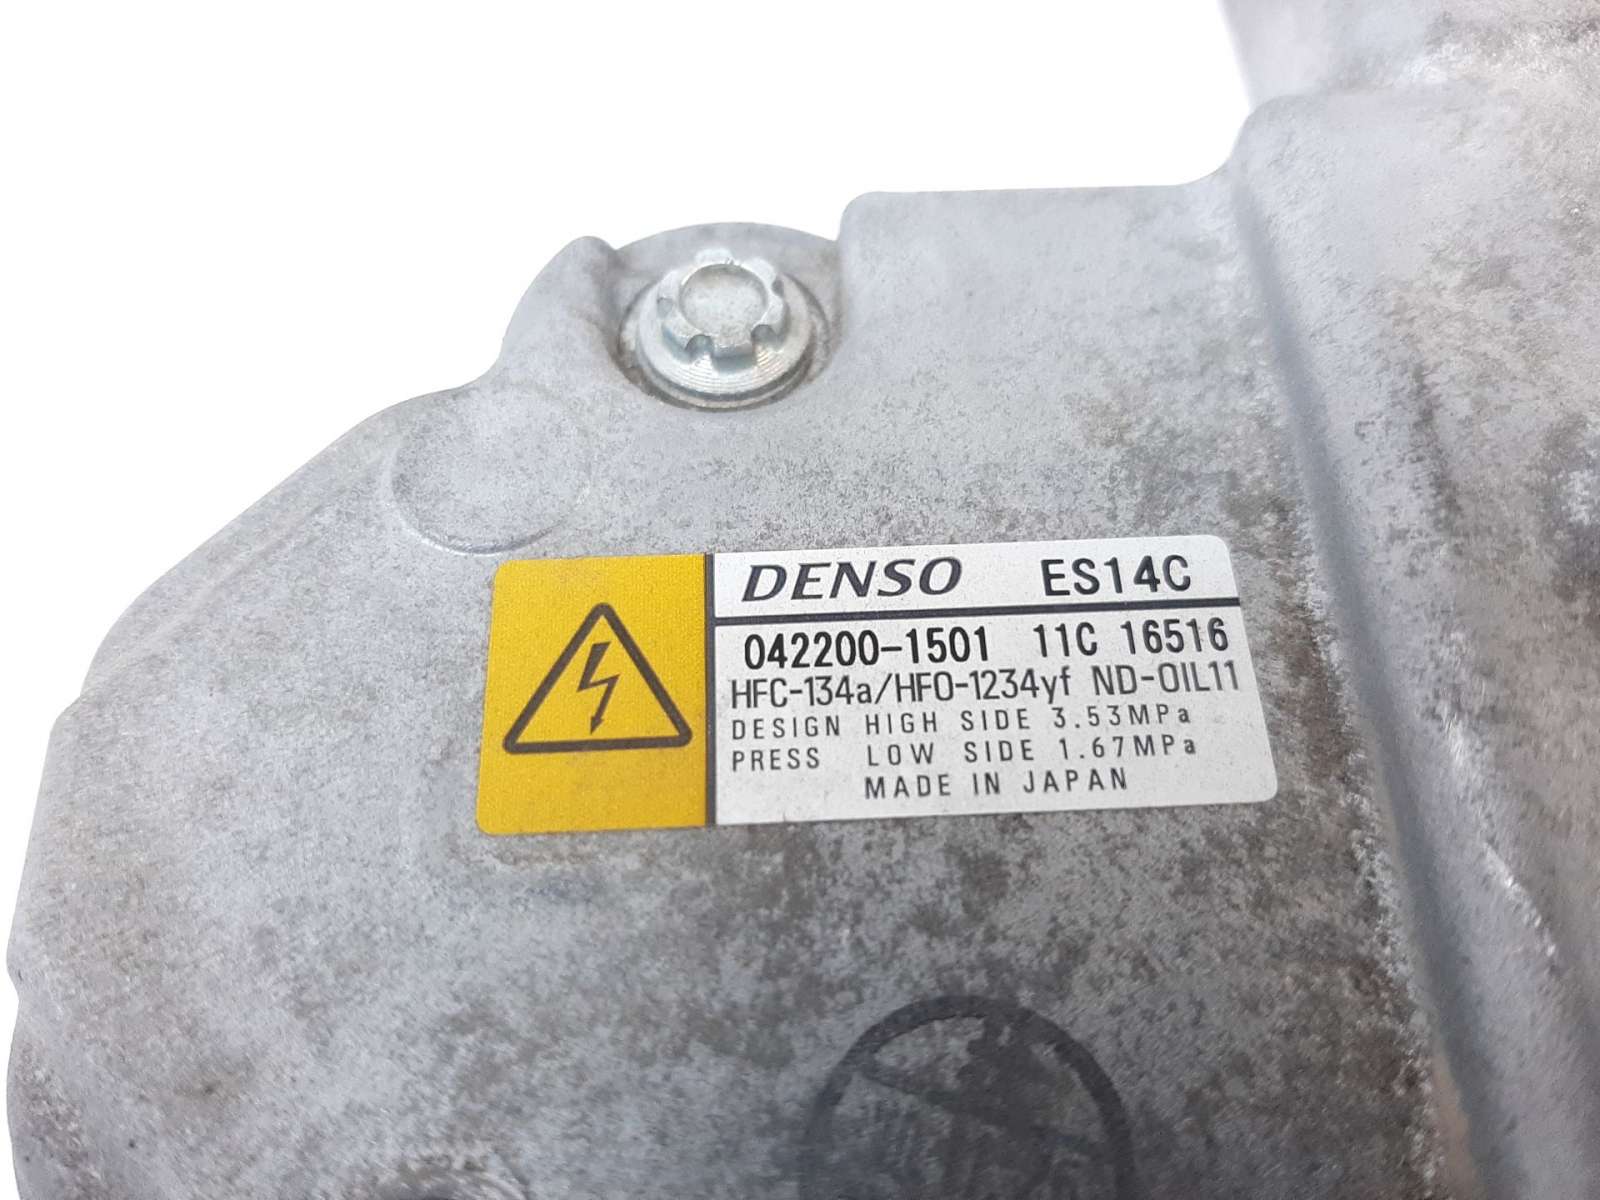 DENSO ES14C
042200-1501 11C 16516
HFC-134a/HFO-1234yf ND-OIL11
DESIGN HIGH SIDE 3.53MPa
PRESS LOW SIDE 1.67MPa
MADE IN JAPAN